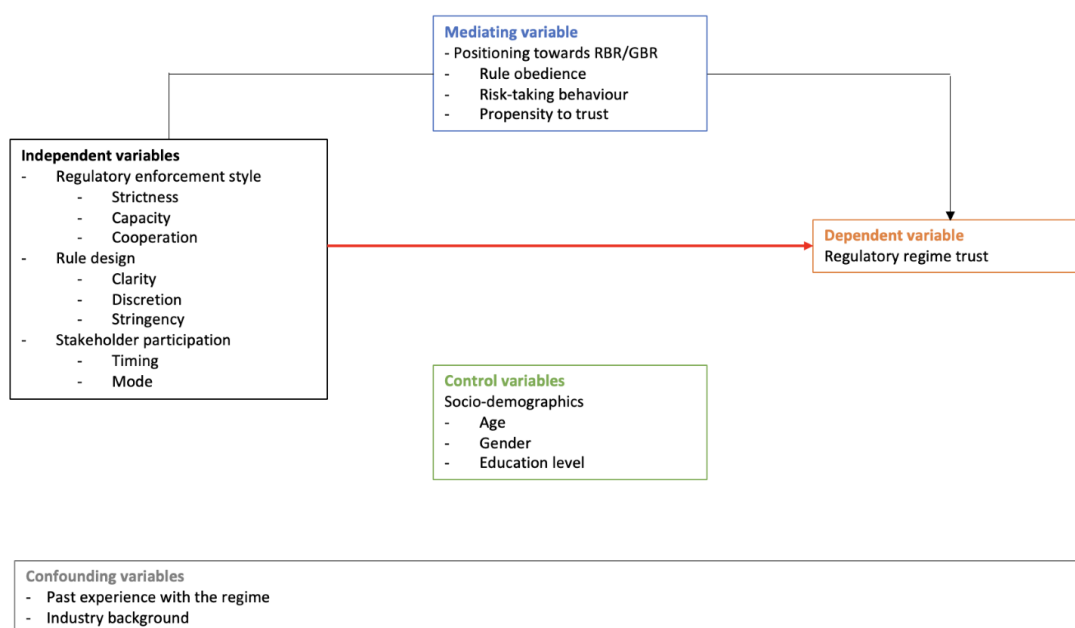 Mediating variable
- Positioning towards RBR/GBR
- Rule obedience
- Risk-taking behaviour
- Propensity to trust
Independent variables
- Regulatory enforcement style
- Strictness
- Capacity
- Cooperation
- Rule design
- Clarity
- Discretion
- Stringency
- Stakeholder participation
- Timing
- Mode
Dependent variable
Regulatory regime trust
Control variables
Socio-demographics
- Age
- Gender
- Education level
Confounding variables
- Past experience with the regime
- Industry background